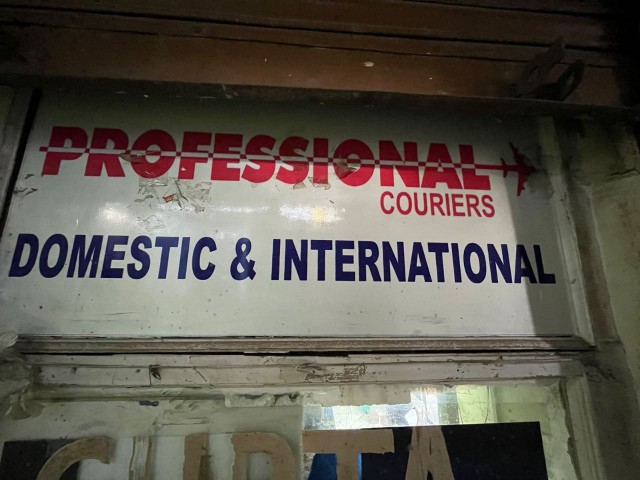 PROFESSIONAL
COURIERS
DOMESTIC & INTERNATIONAL